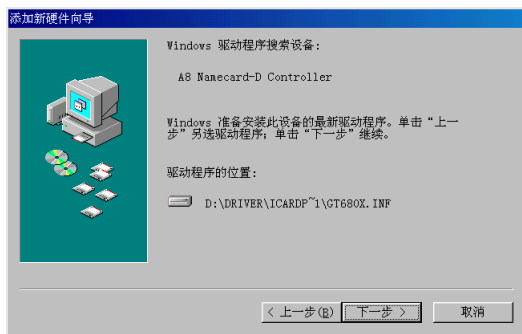 添加新硬件向导
Windows 驱动程序搜索设备:
A8 Namecard-D Controller
Windows 准备安装此设备的最新驱动程序。单击“上一
步”另选驱动程序;单击“下一步”继续。
驱动程序的位置:
D:\DRIVER\ICARDP~1\GT680X.INF
< 上一步(B)
下一步 >
取消